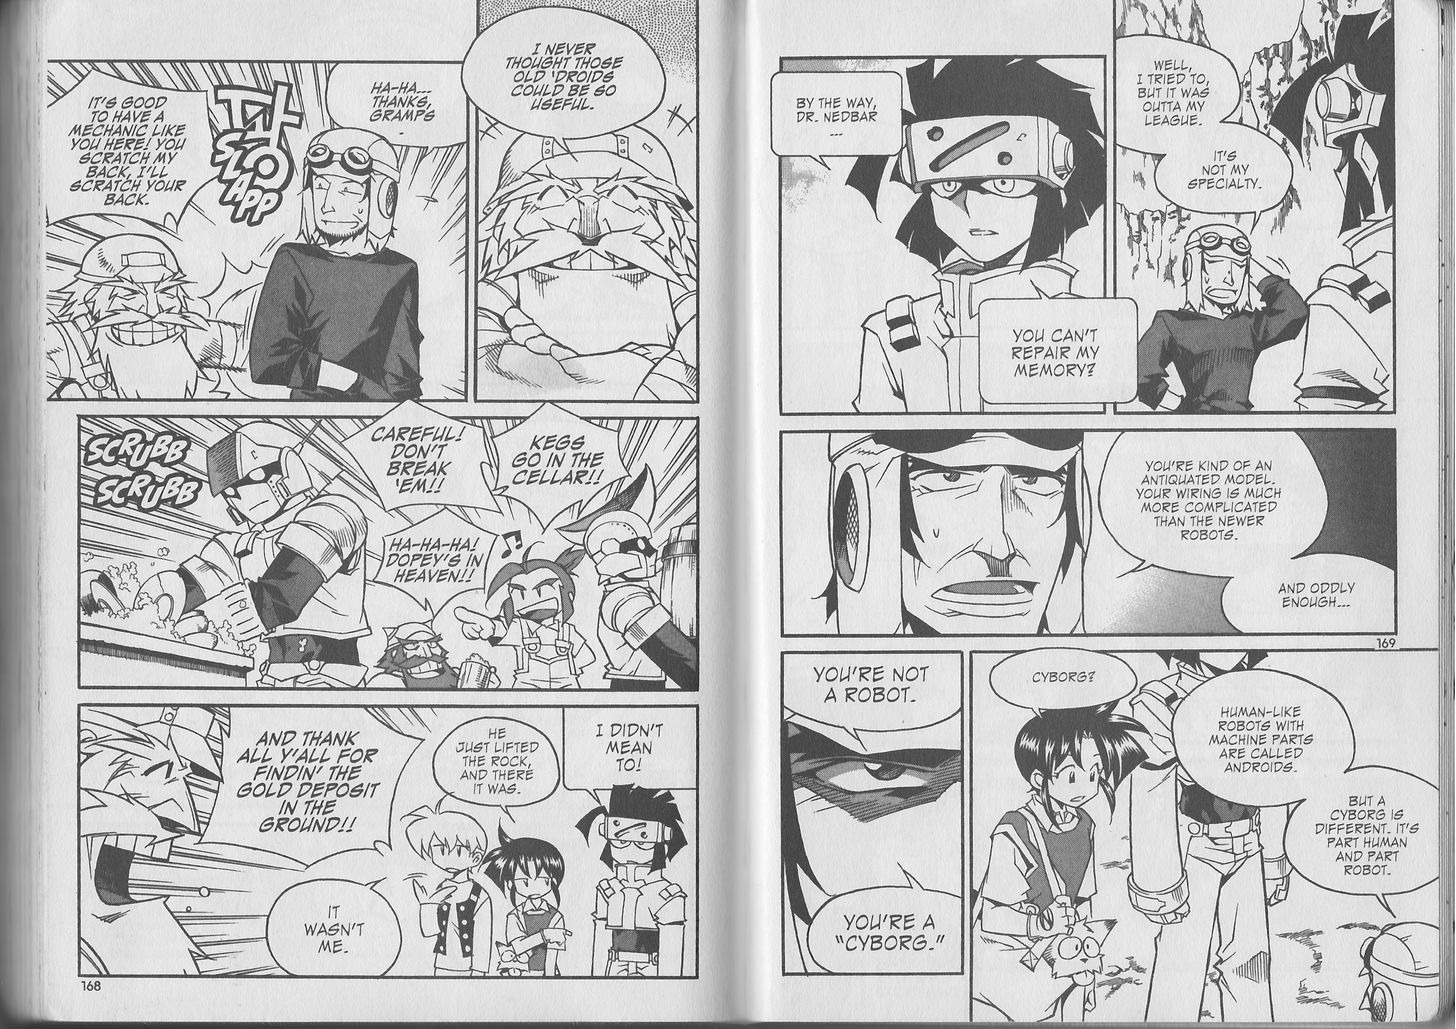 IT'S GOOD
TO HAVE A
MECHANIC LIKE
YOU HERE! YOU
SCRATCH MY
BACK, I'LL
SCRATCH YOUR
BACK.
SLAPP
HA-HA...
THANKS,
GRAMPS
.
I NEVER
THOUGHT THOSE
OLD 'DROIDS
COULD BE SO
USEFUL.
SCRUBB
SCRUBB
CAREFUL!
DON'T
BREAK
'EM!!
KEGS
GO IN THE
CELLAR!!
HA-HA-HA!
DOPEY'S IN
HEAVEN!!
AND THANK
ALL Y'ALL FOR
FINDIN' THE
GOLD DEPOSIT
IN THE
GROUND!!
IT
WASN'T
ME.
HE
JUST LIFTED
THE ROCK,
AND THERE
IT WAS.
I DIDN'T
MEAN
TO!
168
BY THE WAY,
DR. NEDBAR
...
YOU CAN'T
REPAIR MY
MEMORY?
WELL,
I TRIED TO,
BUT IT WAS
OUTTA MY
LEAGUE.
IT'S
NOT MY
SPECIALTY.
YOU'RE KIND OF AN
ANTIQUATED MODEL.
YOUR WIRING IS MUCH
MORE COMPLICATED
THAN THE NEWER
ROBOTS.
AND ODDLY
ENOUGH...
169
YOU'RE NOT
A ROBOT.
YOU'RE A
"CYBORG."
CYBORG?
HUMAN-LIKE
ROBOTS WITH
MACHINE PARTS
ARE CALLED
ANDROIDS.
BUT A
CYBORG IS
DIFFERENT. IT'S
PART HUMAN
AND PART
ROBOT.